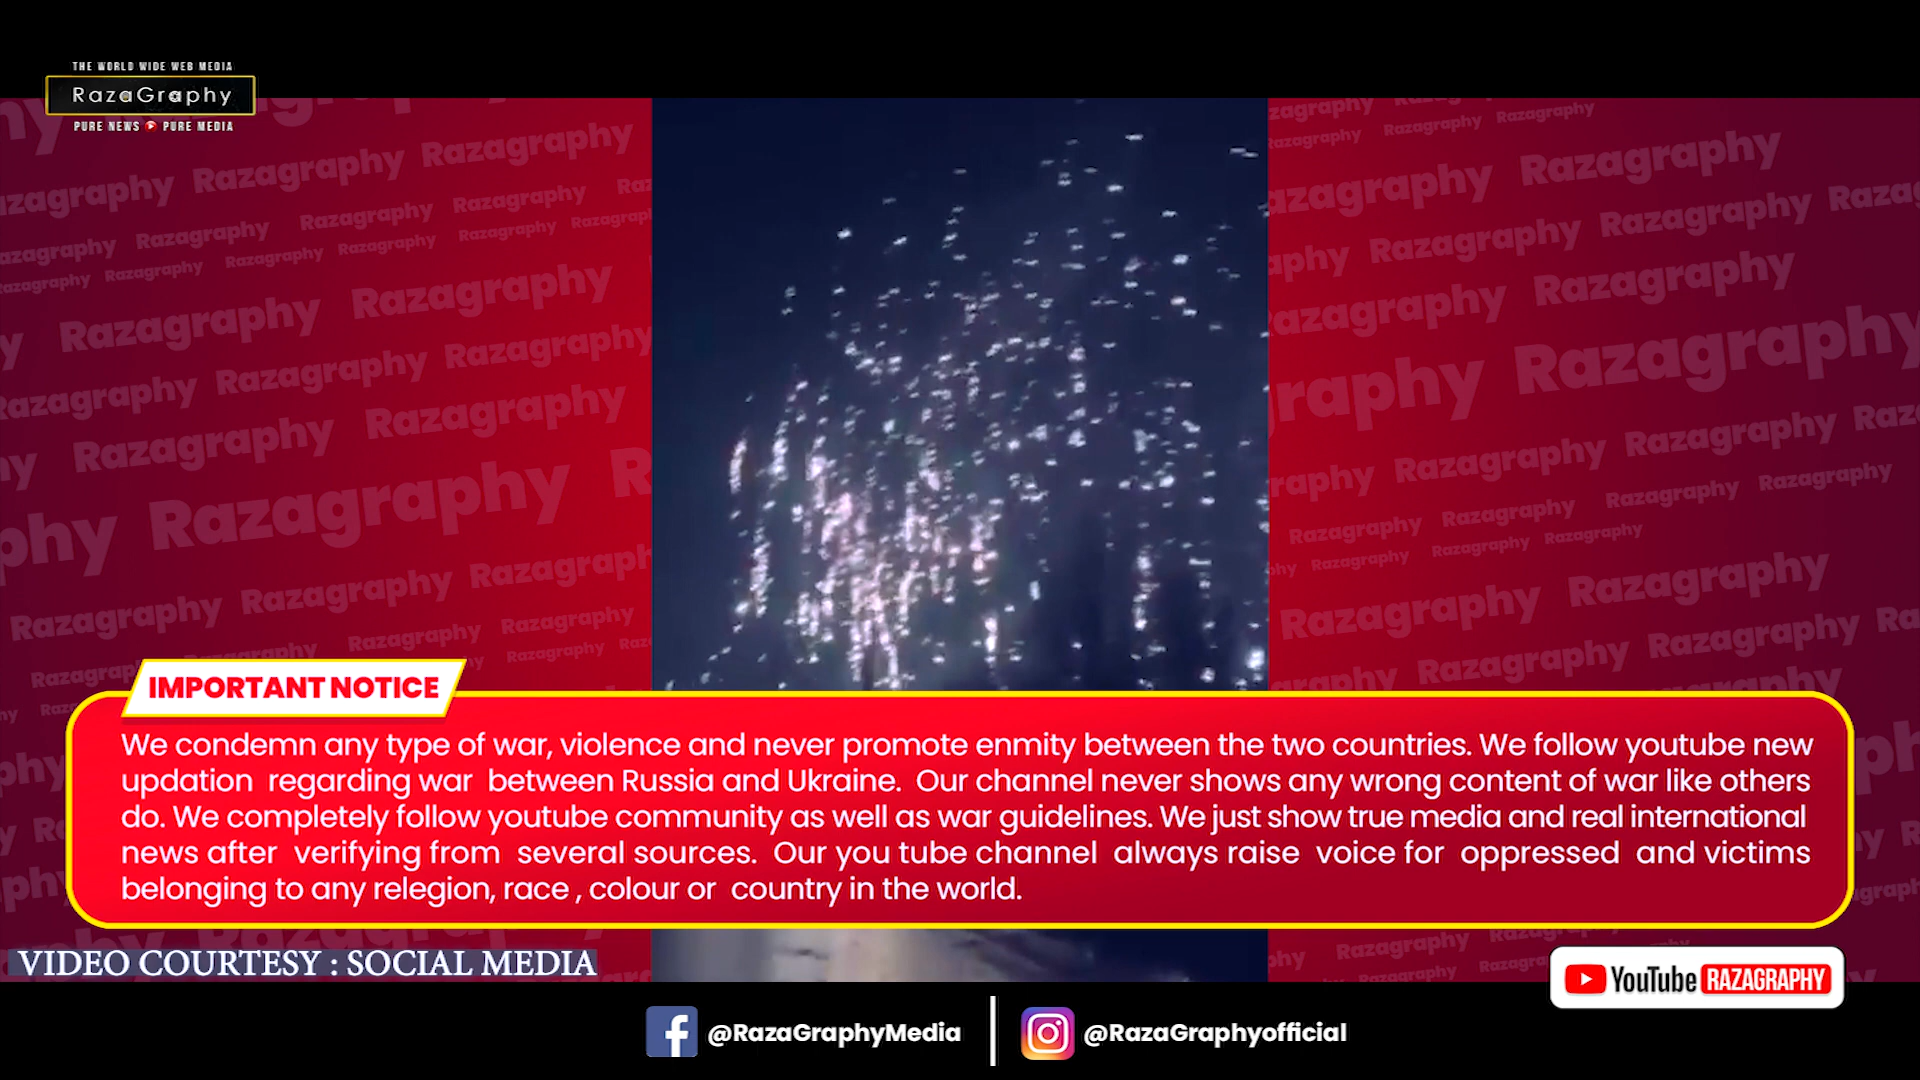 THE WORLD WIDE WEB MEDIA
RazaGraphy
PURE NEWS PURE MEDIA
IMPORTANT NOTICE
We condemn any type of war, violence and never promote enmity between the two countries. We follow youtube new
updation regarding war between Russia and Ukraine. Our channel never shows any wrong content of war like others
do. We completely follow youtube community as well as war guidelines. We just show true media and real international
news after verifying from several sources. Our you tube channel always raise voice for oppressed and victims
belonging to any relegion, race , colour or country in the world.
VIDEO COURTESY : SOCIAL MEDIA
YouTube RAZAGRAPHY
@RazaGraphyMedia
@RazaGraphyofficial